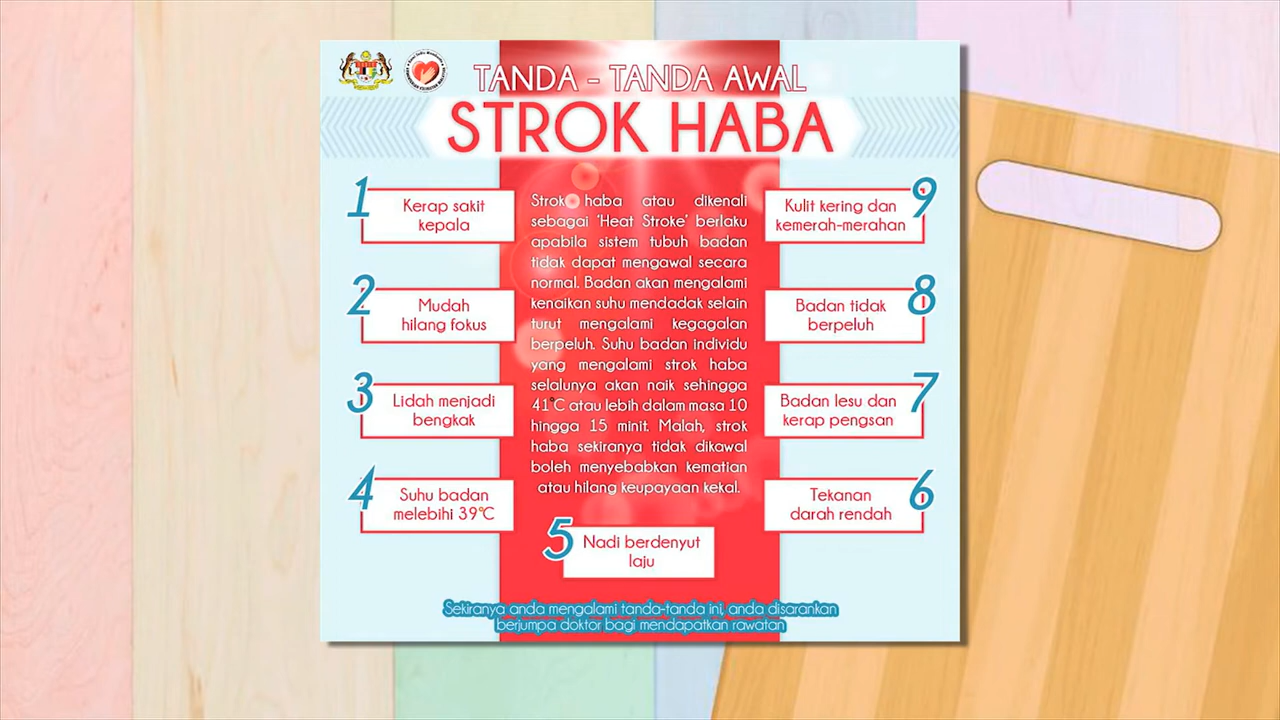 TANDA - TANDA AWAL
STROK HABA
1
Kerap sakit
kepala
2
Mudah
hilang fokus
3
Lidah menjadi
bengkak
4
Suhu badan
melebihi 39°C
Strok haba atau dikenali
sebagai 'Heat Stroke' berlaku
apabila sistem tubuh badan
tidak dapat mengawal secara
normal. Badan akan mengalami
kenaikan suhu mendadak selain
turut mengalami kegagalan
berpeluh. Suhu badan individu
yang mengalami strok haba
selalunya akan naik sehingga
41°C atau lebih dalam masa 10
hingga 15 minit. Malah, strok
haba sekiranya tidak dikawal
boleh menyebabkan kematian
atau hilang keupayaan kekal.
5
Nadi berdenyut
laju
6
Tekanan
darah rendah
7
Badan lesu dan
kerap pengsan
8
Badan tidak
berpeluh
9
Kulit kering dan
kemerah-merahan
Sekiranya anda mengalami tanda-tanda ini, anda disarankan
berjumpa doktor bagi mendapatkan rawatan